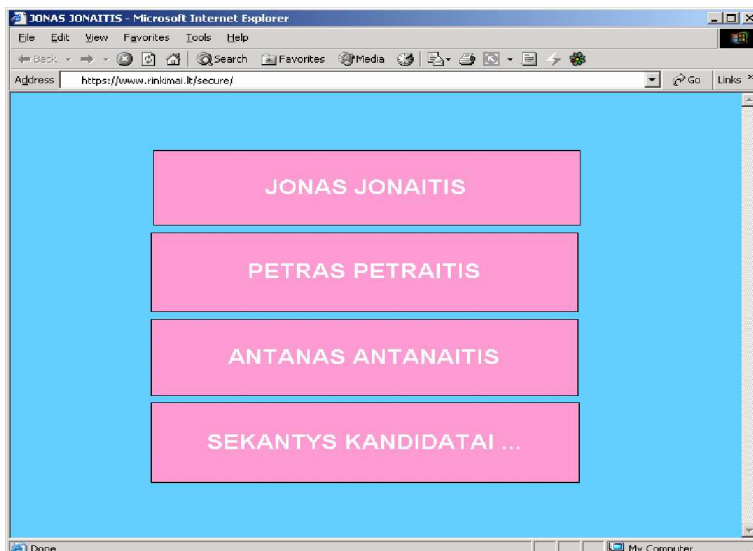 JONAS JONAITIS - Microsoft Internet Explorer
File Edit View Favorites Tools Help
Back Search Favorites Media
Address https://www.rinkimai.lt/secure/ Go Links »
JONAS JONAITIS
PETRAS PETRAITIS
ANTANAS ANTANAITIS
SEKANTYS KANDIDATAI ...
Done My Computer